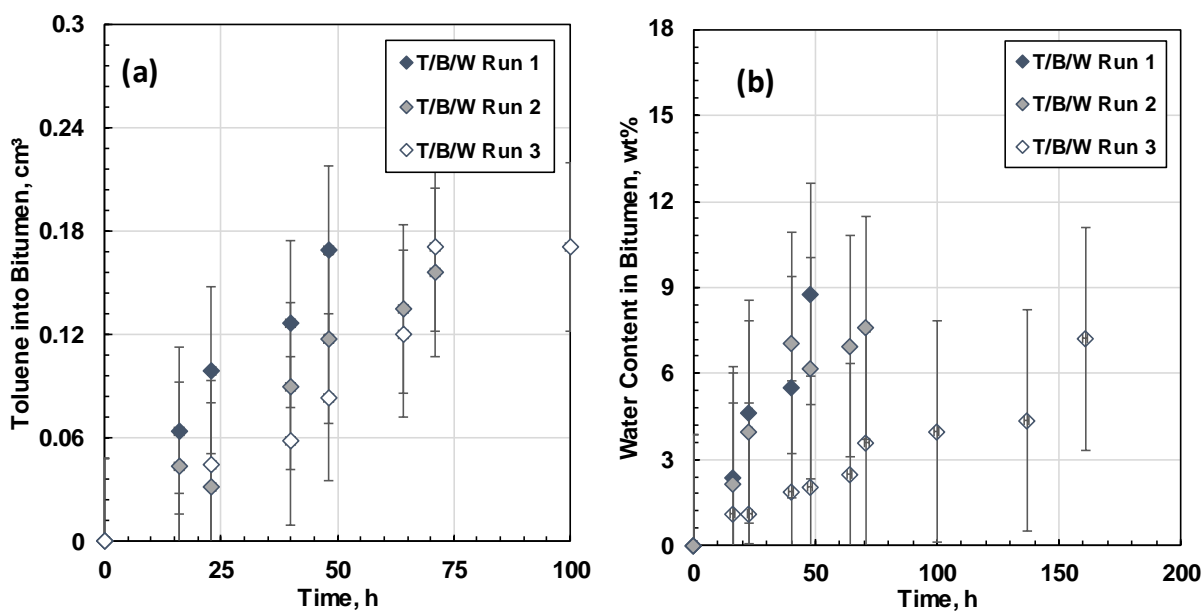 (a)
T/B/W Run 1
T/B/W Run 2
T/B/W Run 3
Toluene into Bitumen, cm³
0.3
0.24
0.18
0.12
0.06
0
0
25
50
75
100
Time, h
(b)
T/B/W Run 1
T/B/W Run 2
T/B/W Run 3
Water Content in Bitumen, wt%
18
15
12
9
6
3
0
0
50
100
150
200
Time, h